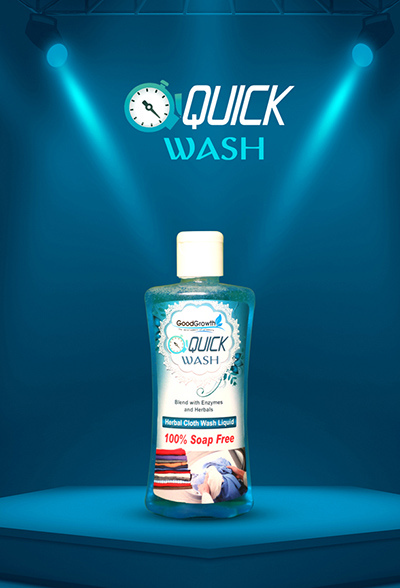 QUICK
WASH
GoodGrowth
QUICK
WASH
Blend with Enzymes
and Herbals
Herbal Cloth Wash Liquid
100% Soap Free